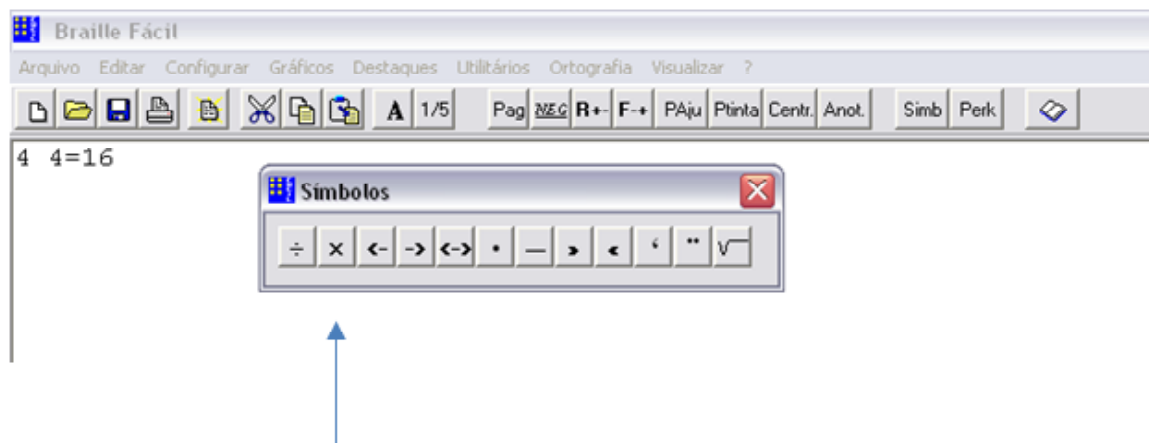 Braille Fácil
Arquivo Editar Configurar Gráficos Destaques Utilitários Ortografia Visualizar ?
A 1/5 Pag NEG R+- F-+ PAju Ptinta Centr. Anot. Simb Perk
4 4=16
Símbolos
÷ × <- -> <-> • — › ‹ ‘ ¨ √